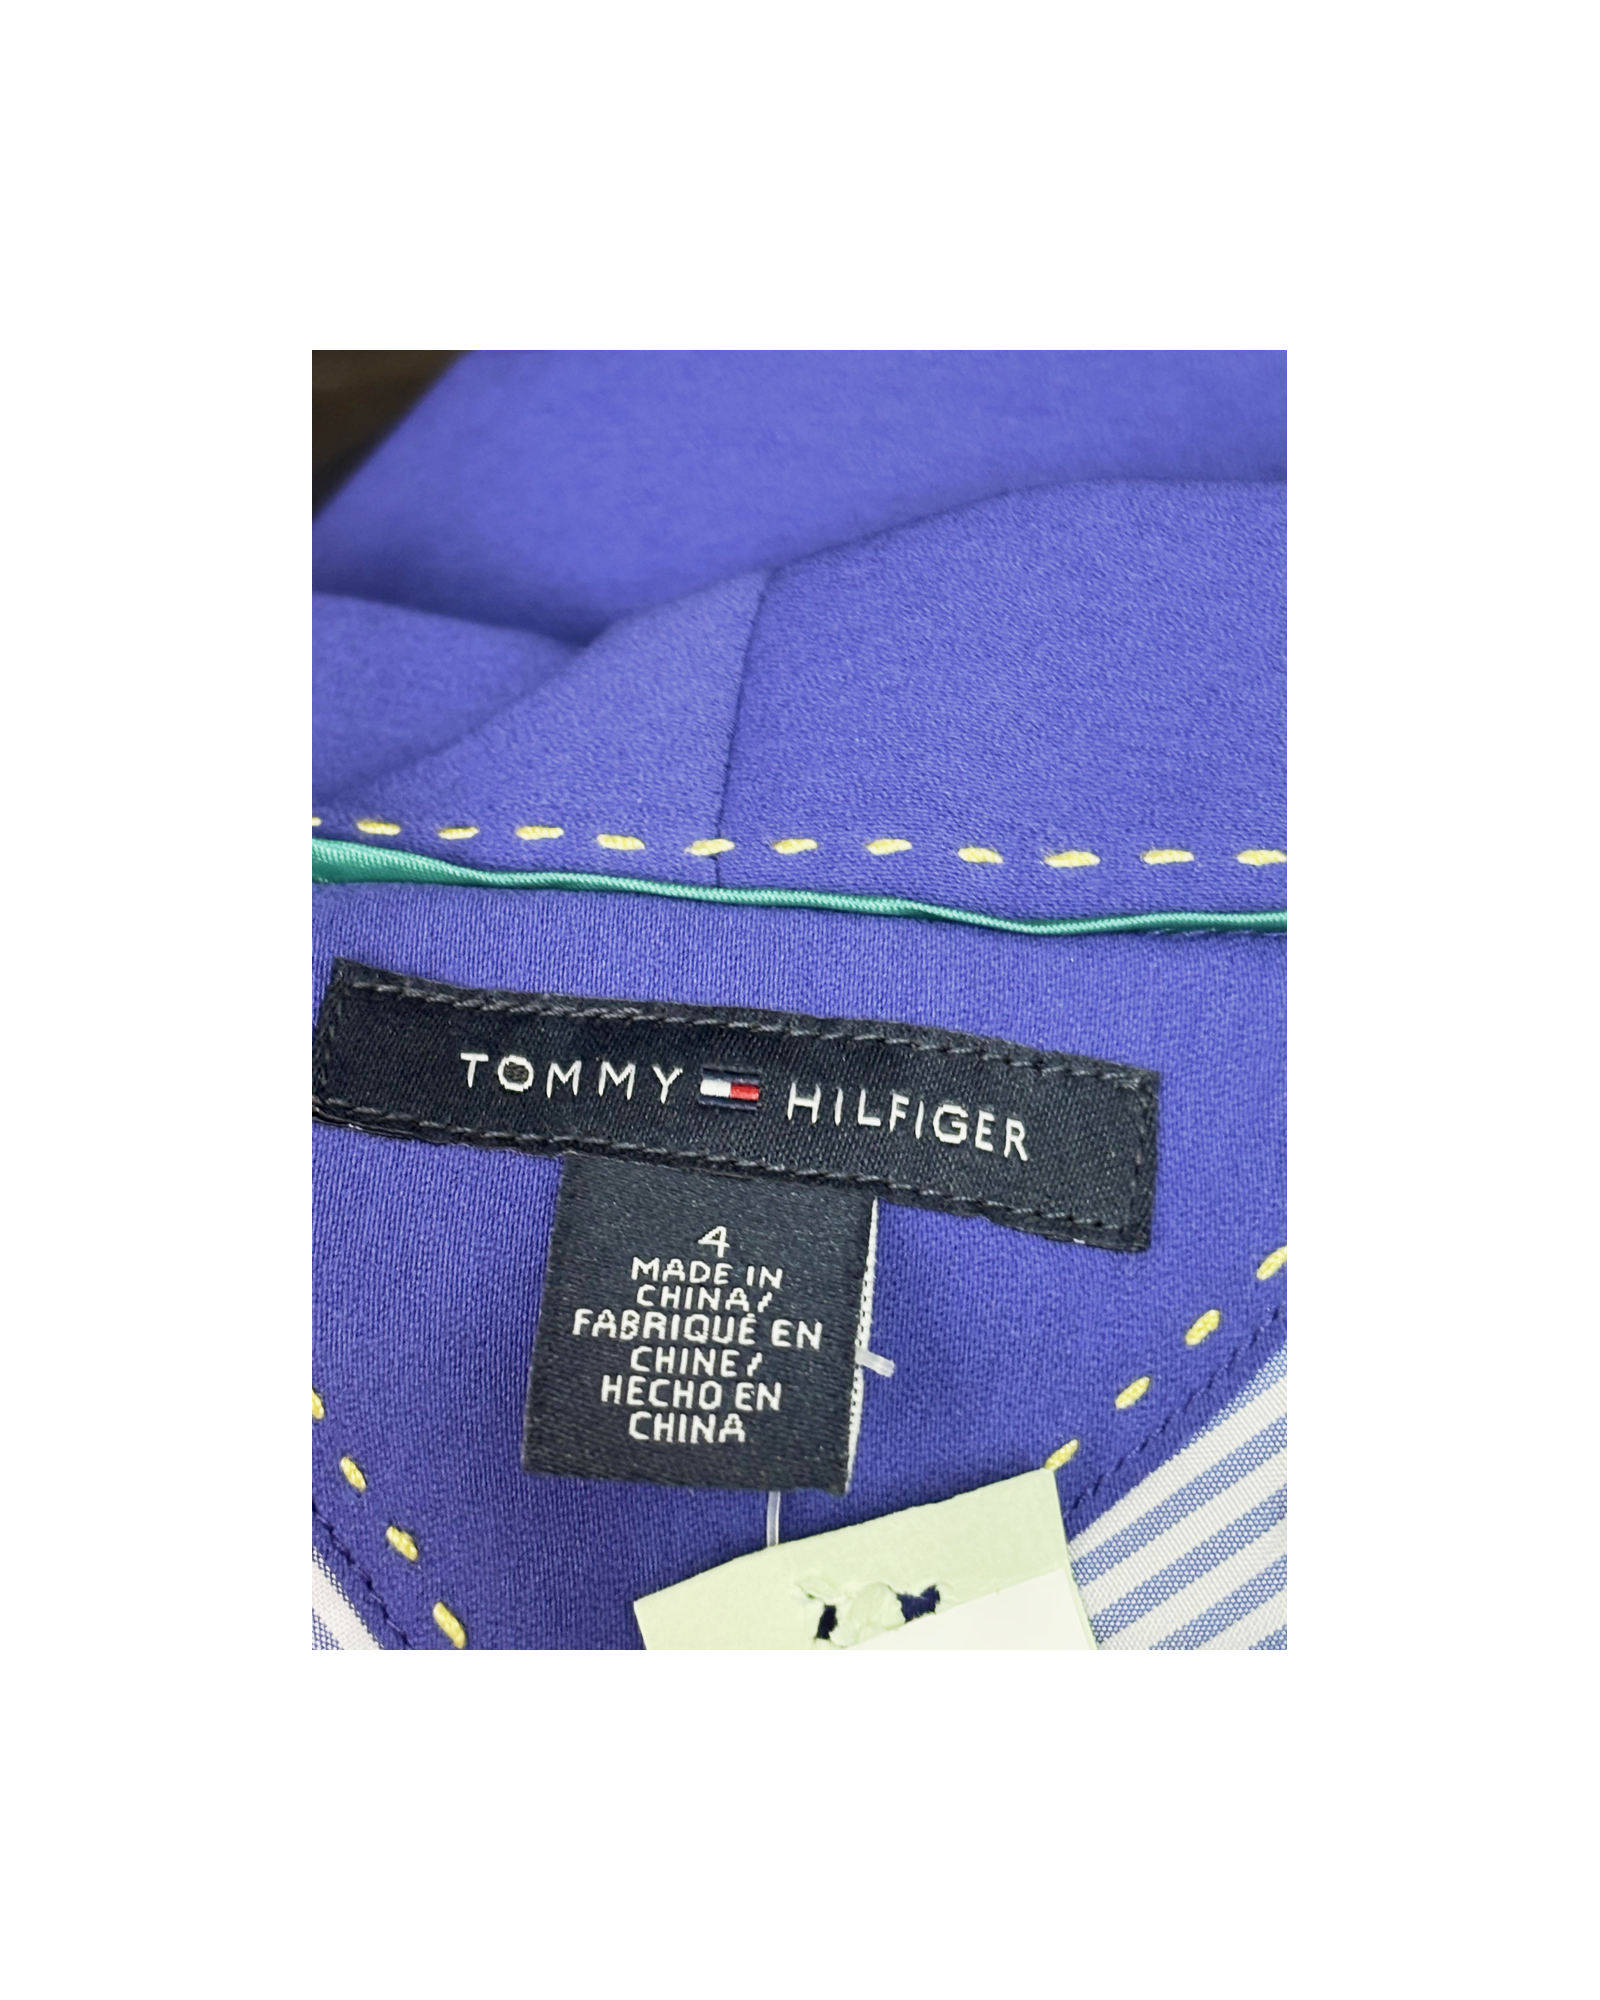 TOMMY HILFIGER
4
MADE IN
CHINA/
FABRIQUÉ EN
CHINE/
HECHO EN
CHINA